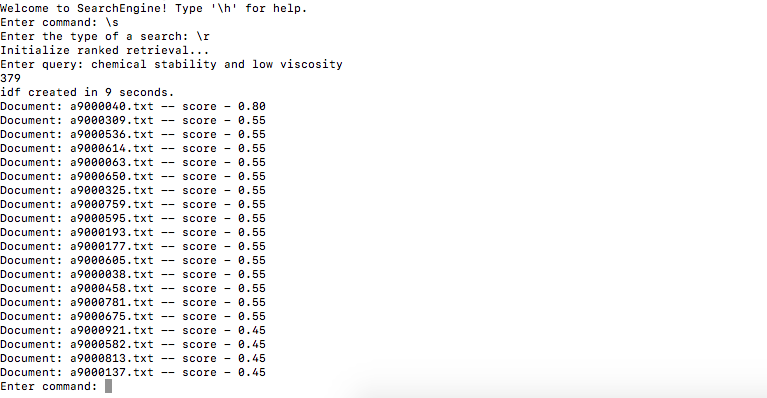 Welcome to SearchEngine! Type '\h' for help.
Enter command: \s
Enter the type of a search: \r
Initialize ranked retrieval...
Enter query: chemical stability and low viscosity
379
idf created in 9 seconds.
Document: a9000040.txt -- score - 0.80
Document: a9000309.txt -- score - 0.55
Document: a9000536.txt -- score - 0.55
Document: a9000614.txt -- score - 0.55
Document: a9000063.txt -- score - 0.55
Document: a9000650.txt -- score - 0.55
Document: a9000325.txt -- score - 0.55
Document: a9000759.txt -- score - 0.55
Document: a9000595.txt -- score - 0.55
Document: a9000193.txt -- score - 0.55
Document: a9000177.txt -- score - 0.55
Document: a9000605.txt -- score - 0.55
Document: a9000038.txt -- score - 0.55
Document: a9000458.txt -- score - 0.55
Document: a9000781.txt -- score - 0.55
Document: a9000675.txt -- score - 0.55
Document: a9000921.txt -- score - 0.45
Document: a9000582.txt -- score - 0.45
Document: a9000813.txt -- score - 0.45
Document: a9000137.txt -- score - 0.45
Enter command: